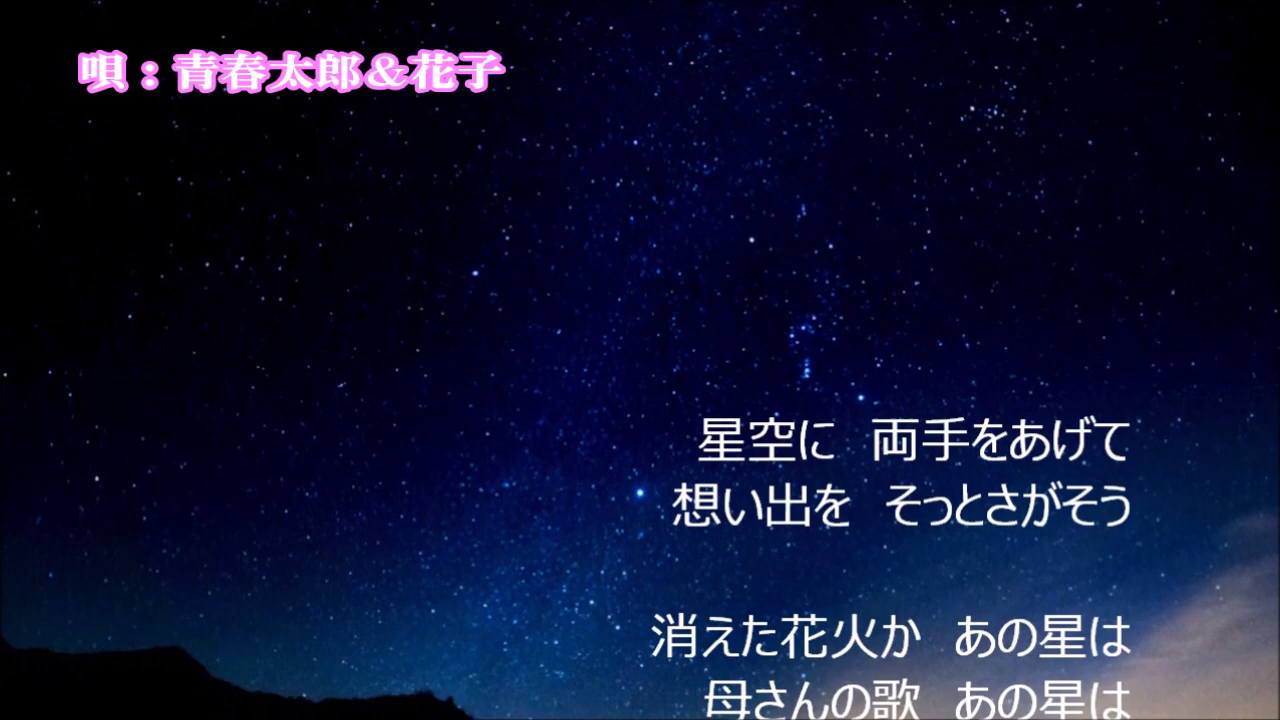 唄：青春太郎＆花子
星空に　両手をあげて
想い出を　そっとさがそう
消えた花火か　あの星は
母さんの歌　あの星は